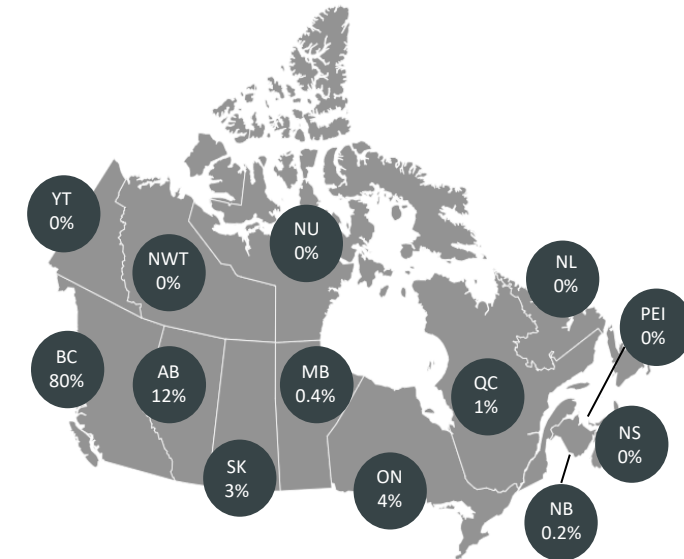 YT
0%
NWT
0%
NU
0%
NL
0%
PEI
0%
BC
80%
AB
12%
MB
0.4%
QC
1%
NS
0%
SK
3%
ON
4%
NB
0.2%